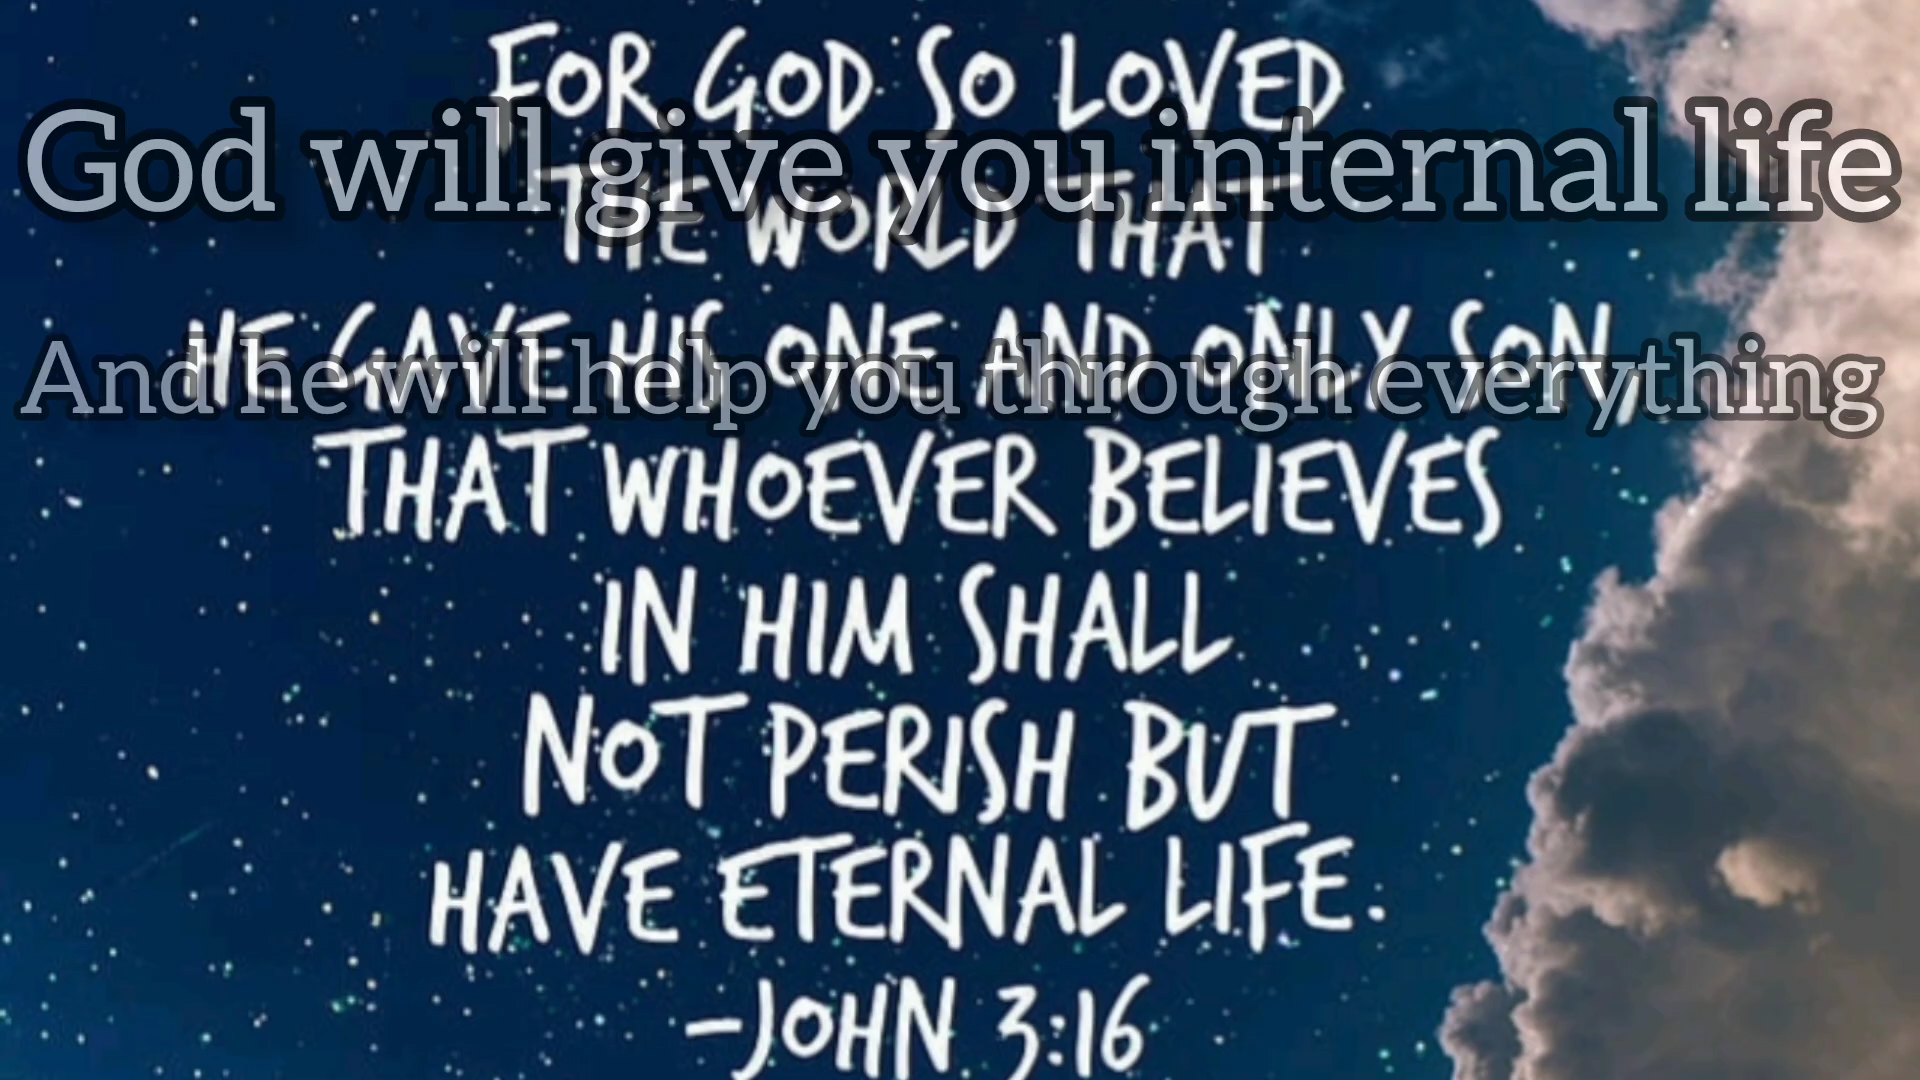 FOR GOD SO LOVED
God will give you internal life
THE WORLD THAT
HE GAVE HIS ONE AND ONLY SON,
And he will help you through everything
THAT WHOEVER BELIEVES
IN HIM SHALL
NOT PERISH BUT
HAVE ETERNAL LIFE.
-JOHN 3:16